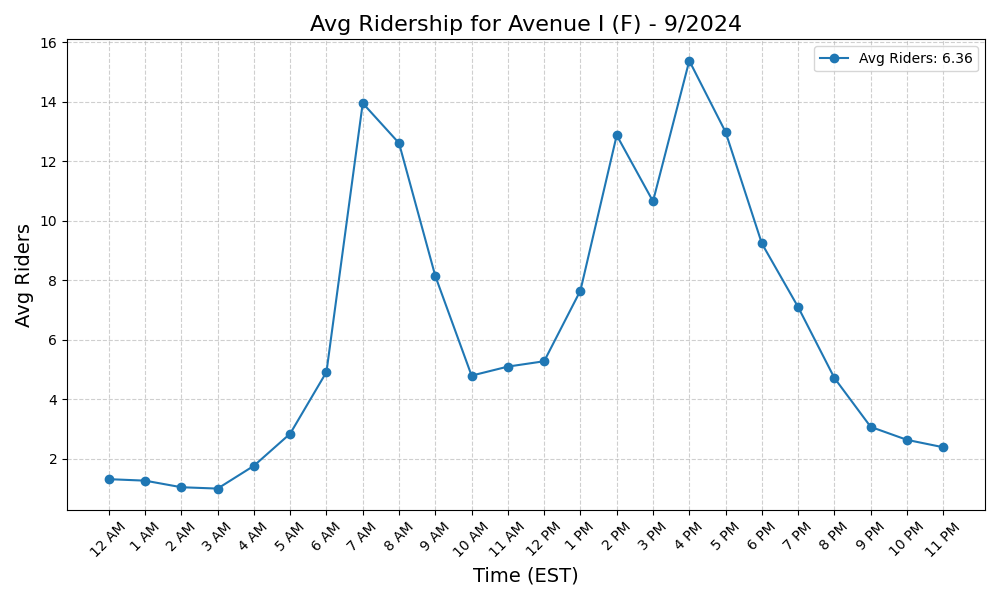 Avg Ridership for Avenue I (F) - 9/2024
Avg Riders: 6.36
Avg Riders
16
14
12
10
8
6
4
2
12 AM
1 AM
2 AM
3 AM
4 AM
5 AM
6 AM
7 AM
8 AM
9 AM
10 AM
11 AM
12 PM
1 PM
2 PM
3 PM
4 PM
5 PM
6 PM
7 PM
8 PM
9 PM
10 PM
11 PM
Time (EST)